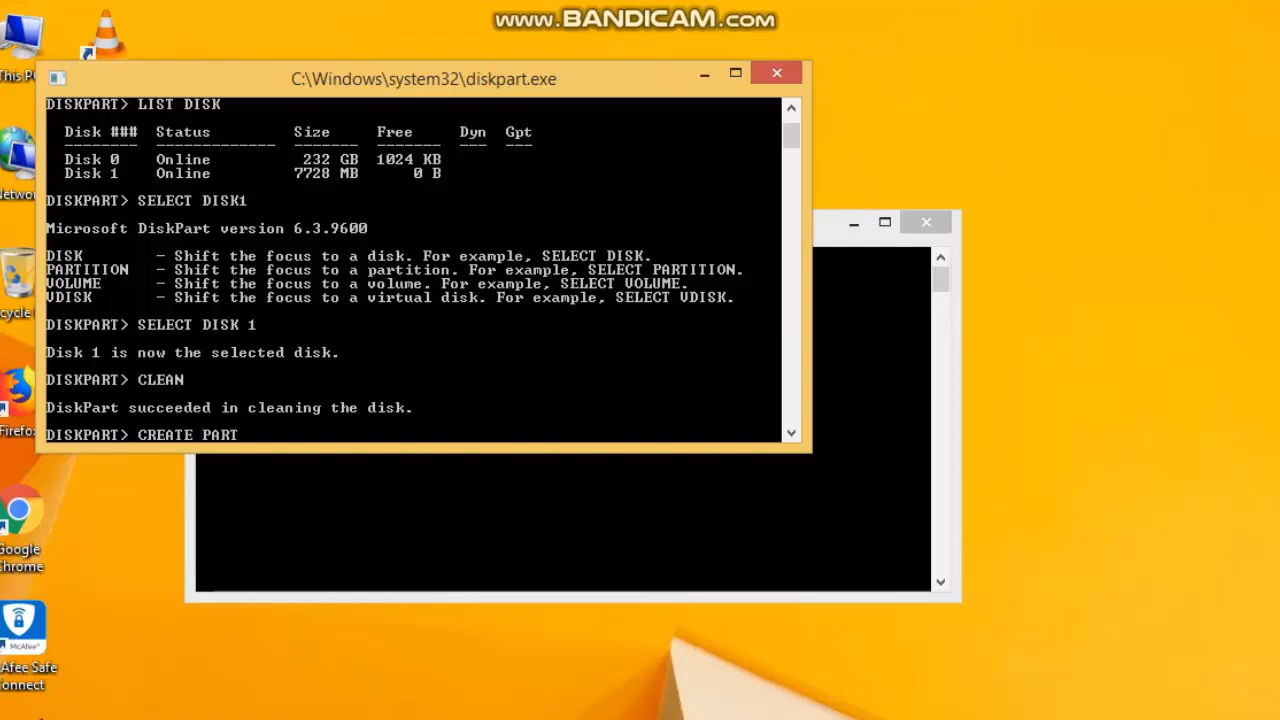 www.BANDICAM.com
This P
C:\Windows\system32\diskpart.exe
DISKPART> LIST DISK
Disk ### Status Size Free Dyn Gpt
-------- ------------- ------- ------- --- ---
Disk 0 Online 232 GB 1024 KB
Disk 1 Online 7728 MB 0 B
DISKPART> SELECT DISK1
Microsoft DiskPart version 6.3.9600
DISK - Shift the focus to a disk. For example, SELECT DISK.
PARTITION - Shift the focus to a partition. For example, SELECT PARTITION.
VOLUME - Shift the focus to a volume. For example, SELECT VOLUME.
VDISK - Shift the focus to a virtual disk. For example, SELECT VDISK.
DISKPART> SELECT DISK 1
Disk 1 is now the selected disk.
DISKPART> CLEAN
DiskPart succeeded in cleaning the disk.
DISKPART> CREATE PART
Netwo
ecycle
Firefo
Google
Chrome
McAfee
Afee Safe
Connect